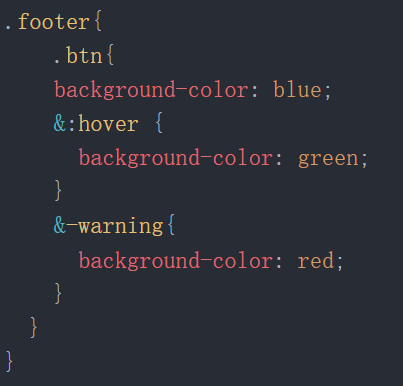 .footer{
    .btn{
    background-color: blue;
    &:hover {
      background-color: green;
    }
    &-warning{
      background-color: red;
    }
  }
}